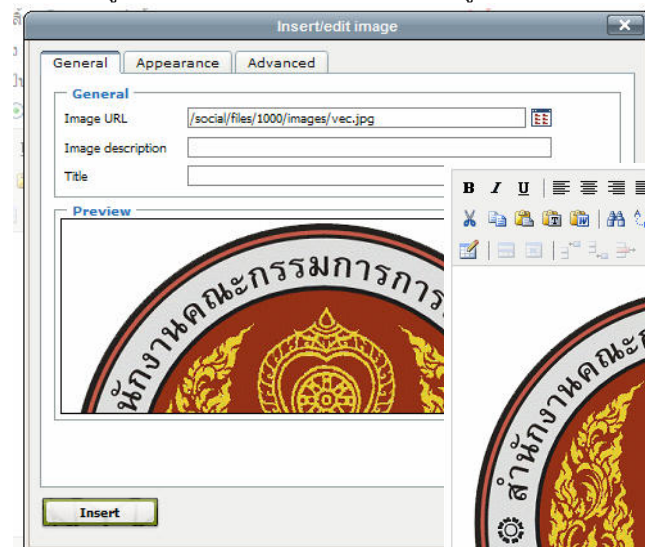 Insert/edit image
General Appearance Advanced
General
Image URL /social/files/1000/images/vec.jpg
Image description
Title
Preview
B I U
นักงานคณะกรรมการการ
สำนักงานคณะ
Insert